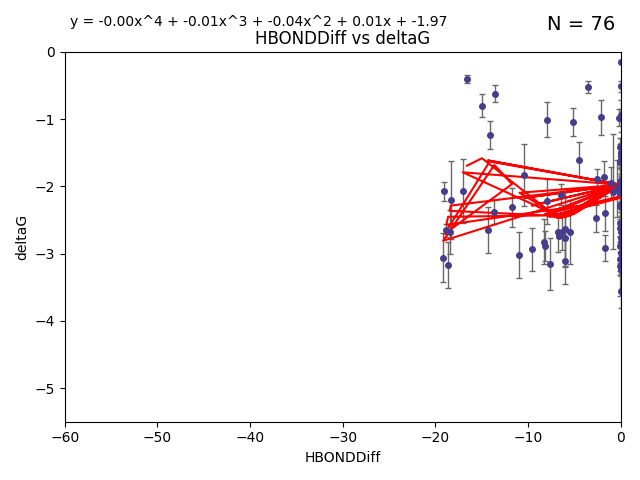 y = -0.00x^4 + -0.01x^3 + -0.04x^2 + 0.01x + -1.97
N = 76
HBONDDiff vs deltaG
0
−1
−2
−3
−4
−5
deltaG
−60 −50 −40 −30 −20 −10 0
HBONDDiff